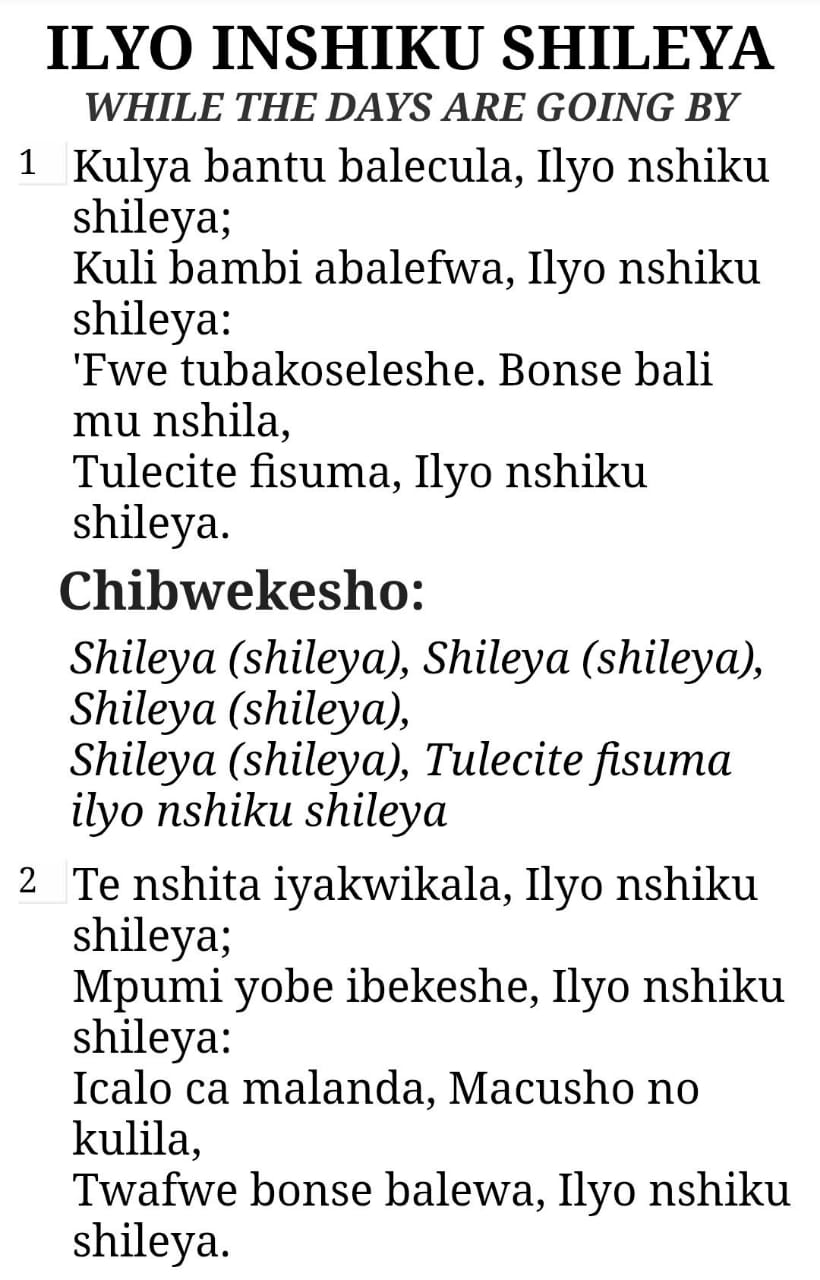 ILYO INSHIKU SHILEYA
WHILE THE DAYS ARE GOING BY
1 Kulya bantu balecula, Ilyo nshiku
shileya;
Kuli bambi abalefwa, Ilyo nshiku
shileya:
'Fwe tubakoseleshe. Bonse bali
mu nshila,
Tulecite fisuma, Ilyo nshiku
shileya.
Chibwekesho:
Shileya (shileya), Shileya (shileya),
Shileya (shileya),
Shileya (shileya), Tulecite fisuma
ilyo nshiku shileya
2 Te nshita iyakwikala, Ilyo nshiku
shileya;
Mpumi yobe ibekeshe, Ilyo nshiku
shileya:
Icalo ca malanda, Macusho no
kulila,
Twafwe bonse balewa, Ilyo nshiku
shileya.